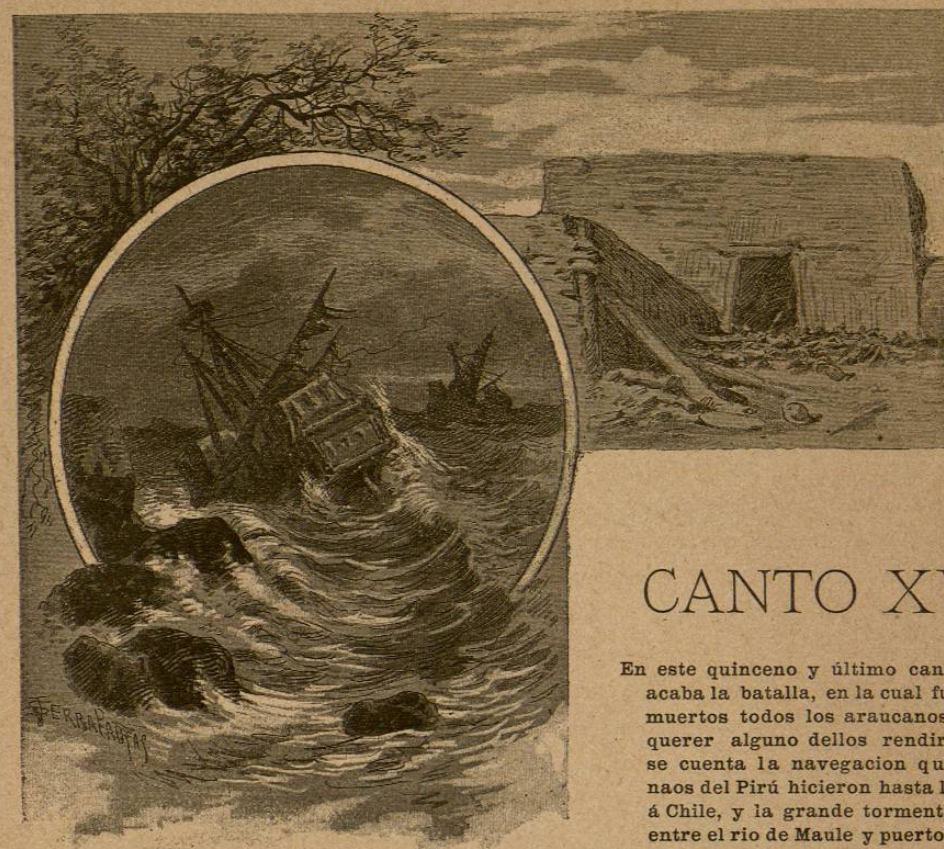 CANTO X
En este quinceno y último can
acaba la batalla, en la cual fu
muertos todos los araucanos
querer alguno dellos rendir
se cuenta la navegacion qu
naos del Pirú hicieron hasta l
á Chile, y la grande torment
entre el rio de Maule y puerto